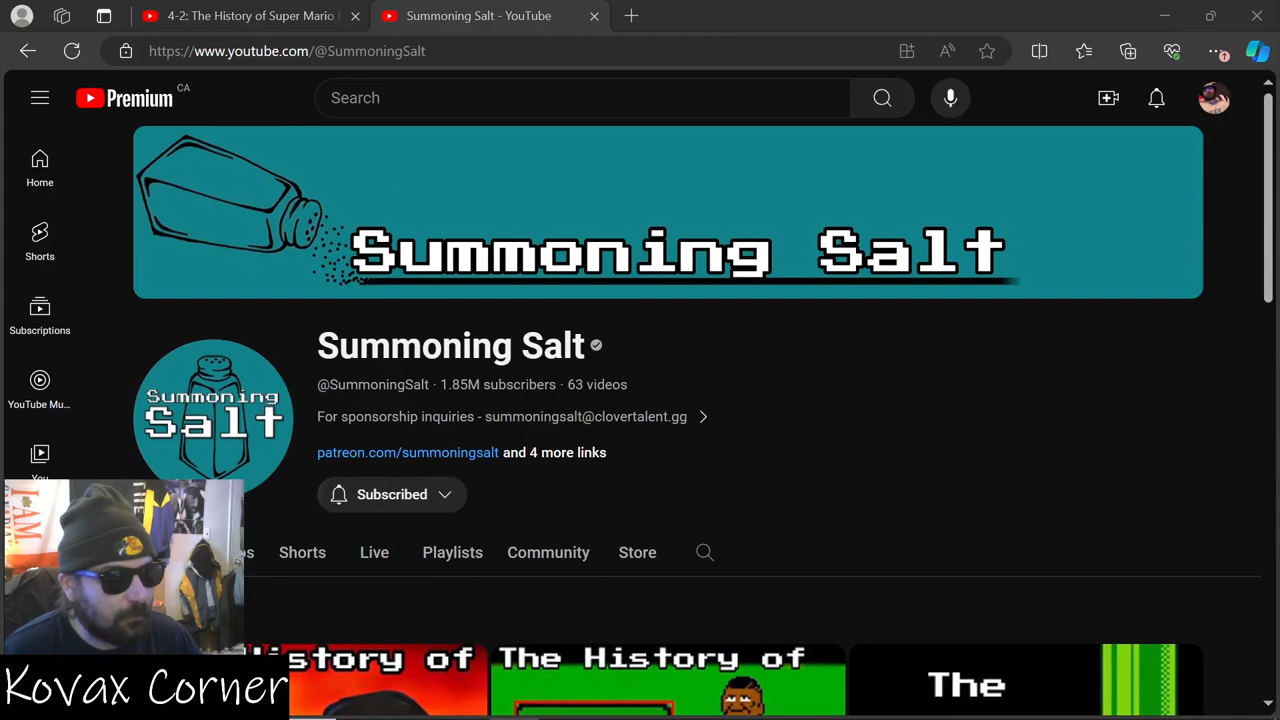 4-2: The History of Super Mario
Summoning Salt - YouTube
https://www.youtube.com/@SummoningSalt
Premium
CA
Search
Home
Shorts
Subscriptions
YouTube Mu...
You
Summoning Salt
Summoning
Salt
Summoning Salt
@SummoningSalt · 1.85M subscribers · 63 videos
For sponsorship inquiries - summoningsalt@clovertalent.gg
patreon.com/summoningsalt and 4 more links
Subscribed
Shorts
Live
Playlists
Community
Store
I AM
History of
The History of
The
Kovax Corner